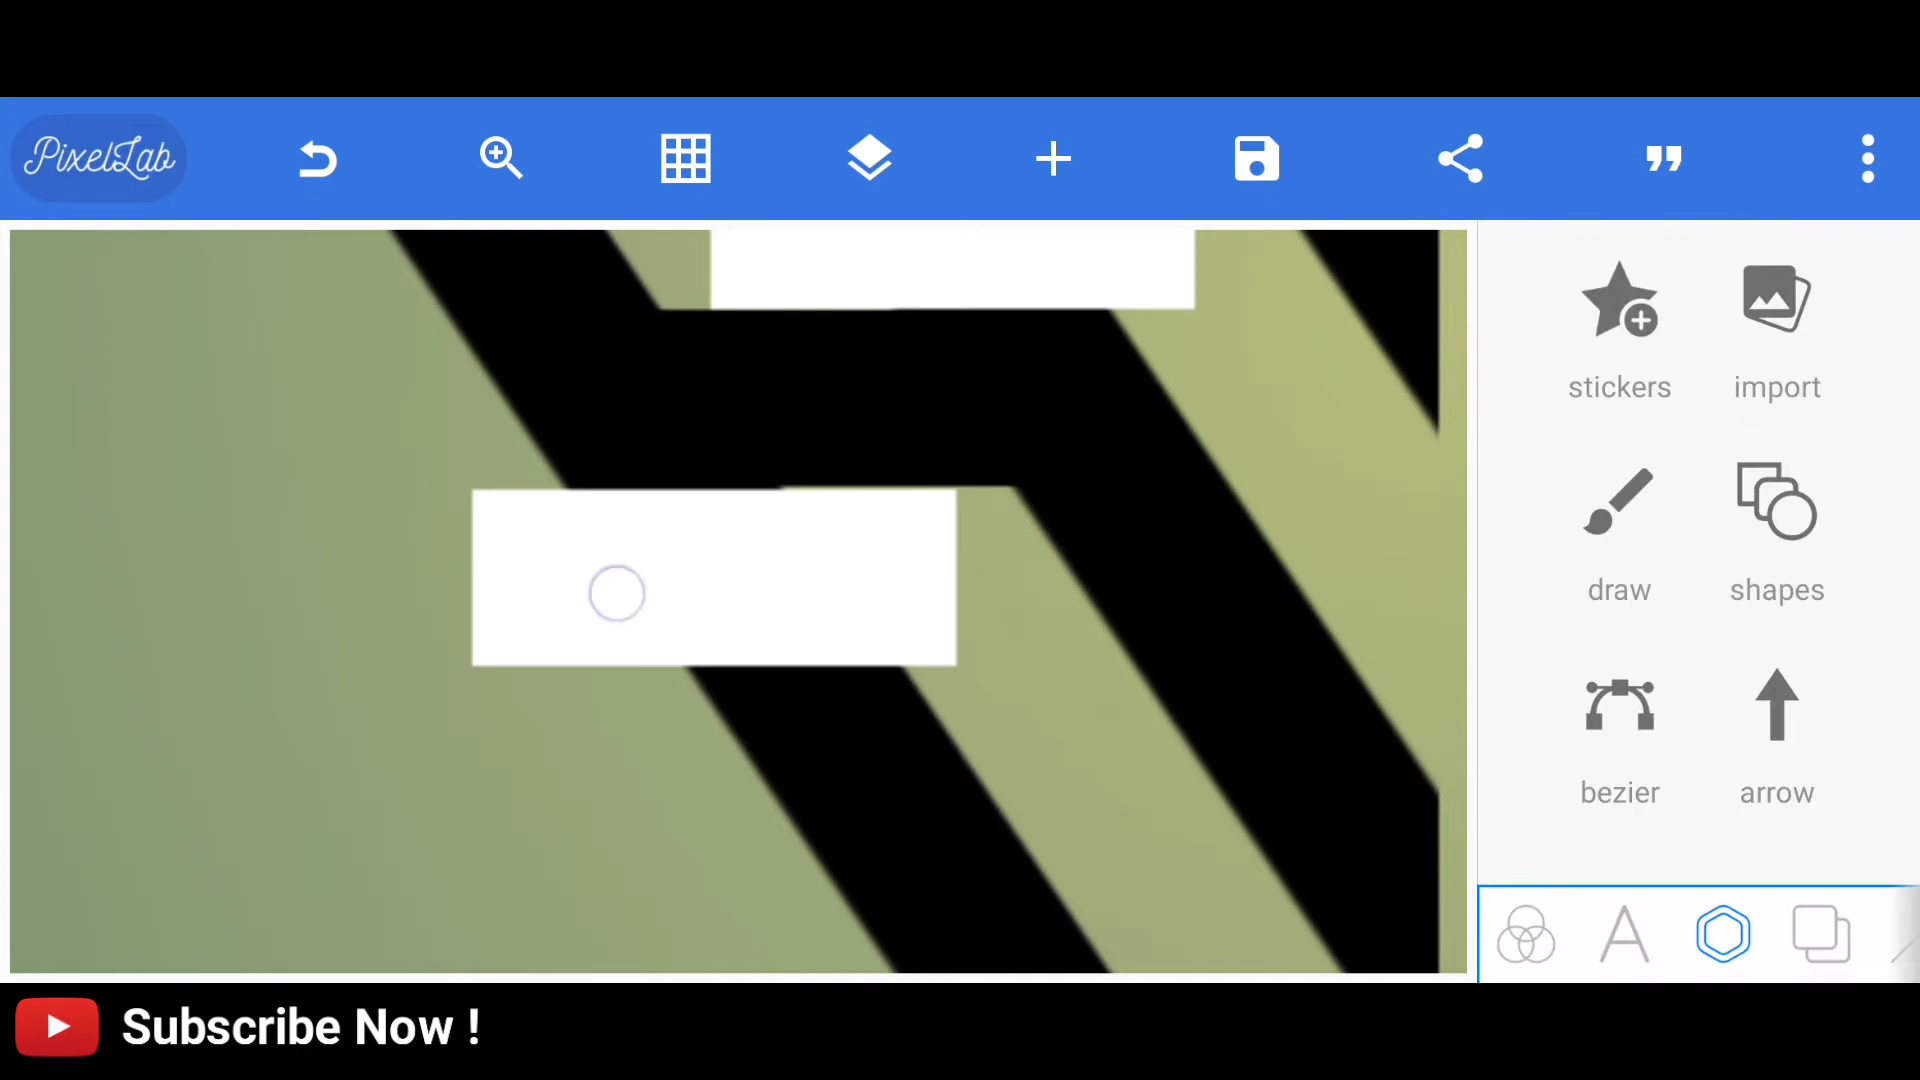 PixelLab
stickers
import
draw
shapes
bezier
arrow
Subscribe Now !